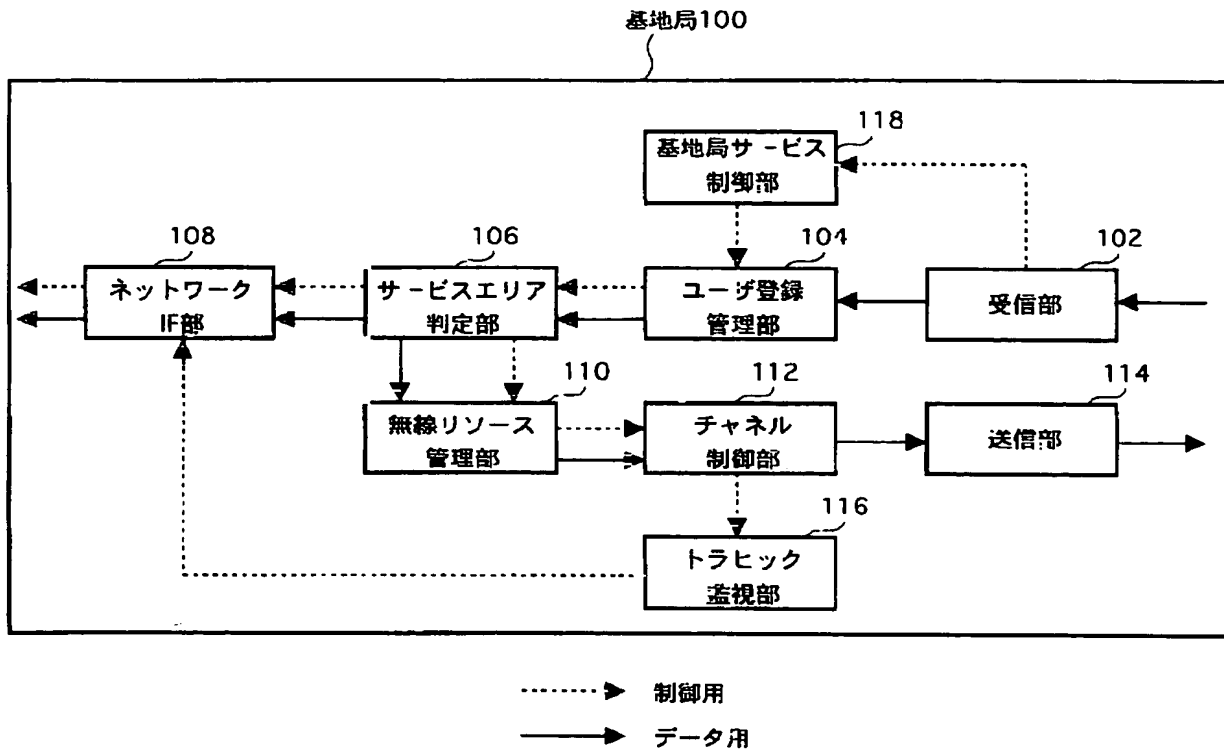 基地局100
118
基地局サービス
制御部
108
106
104
102
ネットワーク
IF部
サービスエリア
判定部
ユーザ登録
管理部
受信部
110
112
114
無線リソース
管理部
チャネル
制御部
送信部
116
トラヒック
監視部
制御用
データ用